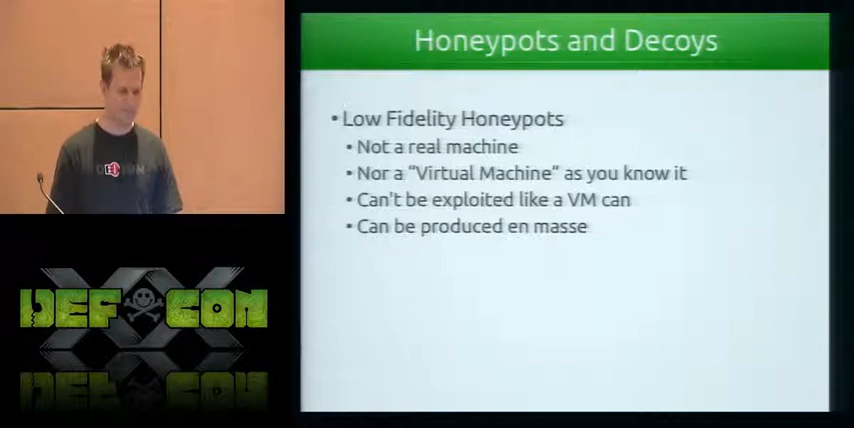 Honeypots and Decoys
• Low Fidelity Honeypots
• Not a real machine
• Nor a “Virtual Machine” as you know it
• Can't be exploited like a VM can
• Can be produced en masse
XX
DEF CON